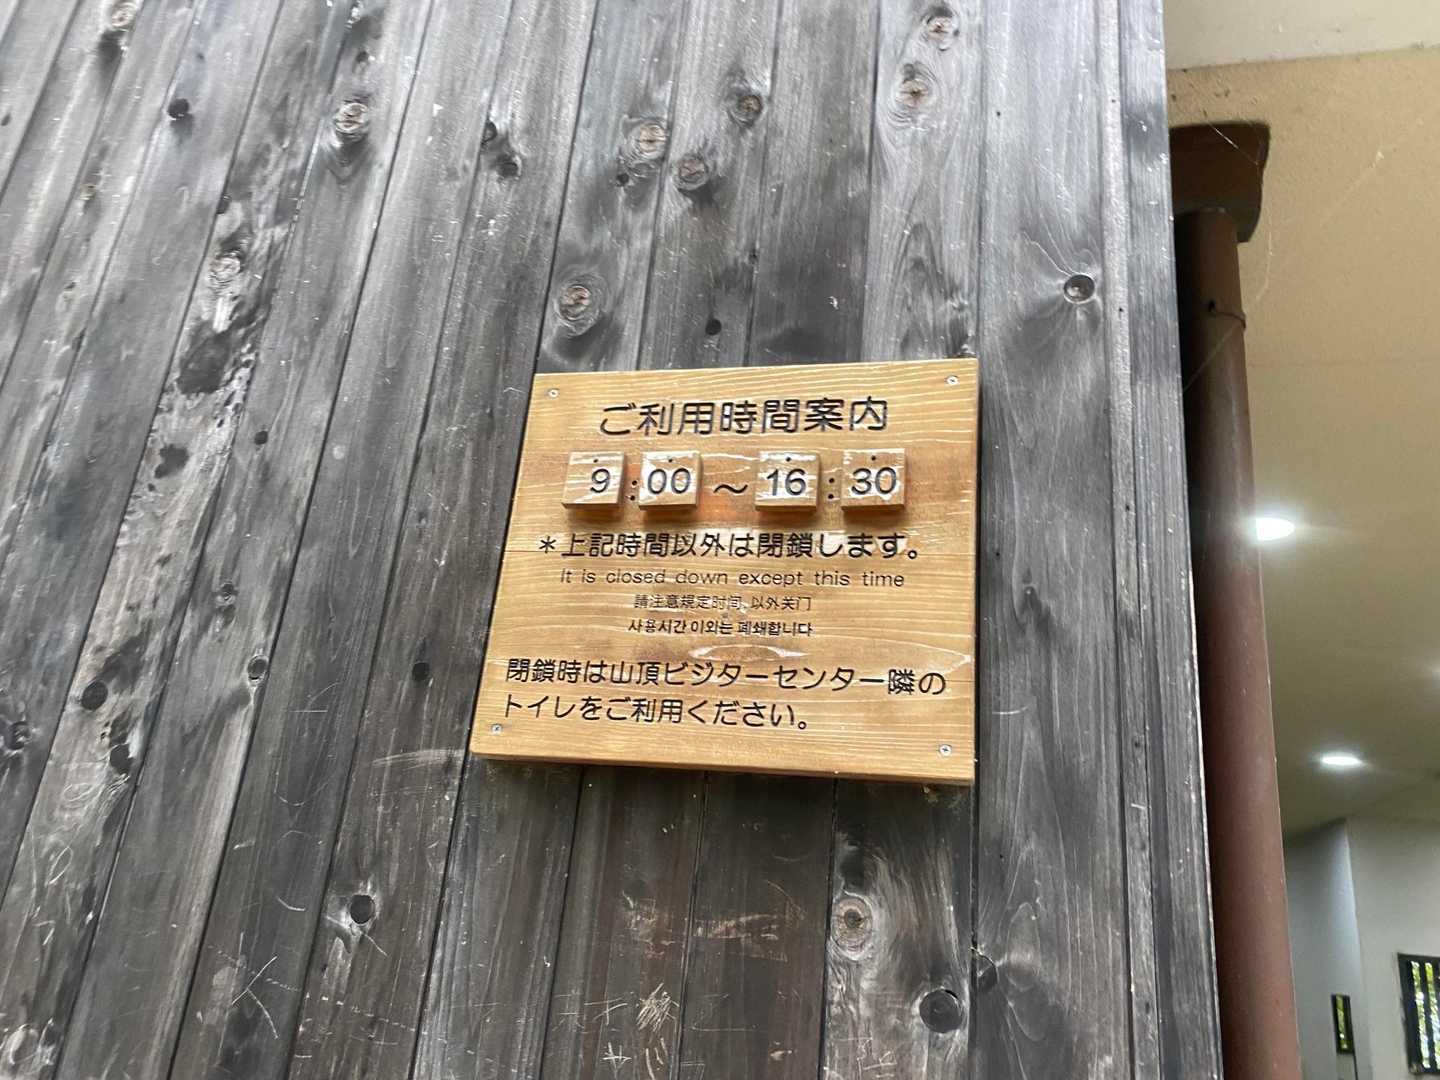 ご利用時間案内
9:00～16:30
＊上記時間以外は閉鎖します。
It is closed down except this time
請注意規定时间、以外关门
사용시간 이외는 폐쇄합니다
閉鎖時は山頂ビジターセンター隣の
トイレをご利用ください。